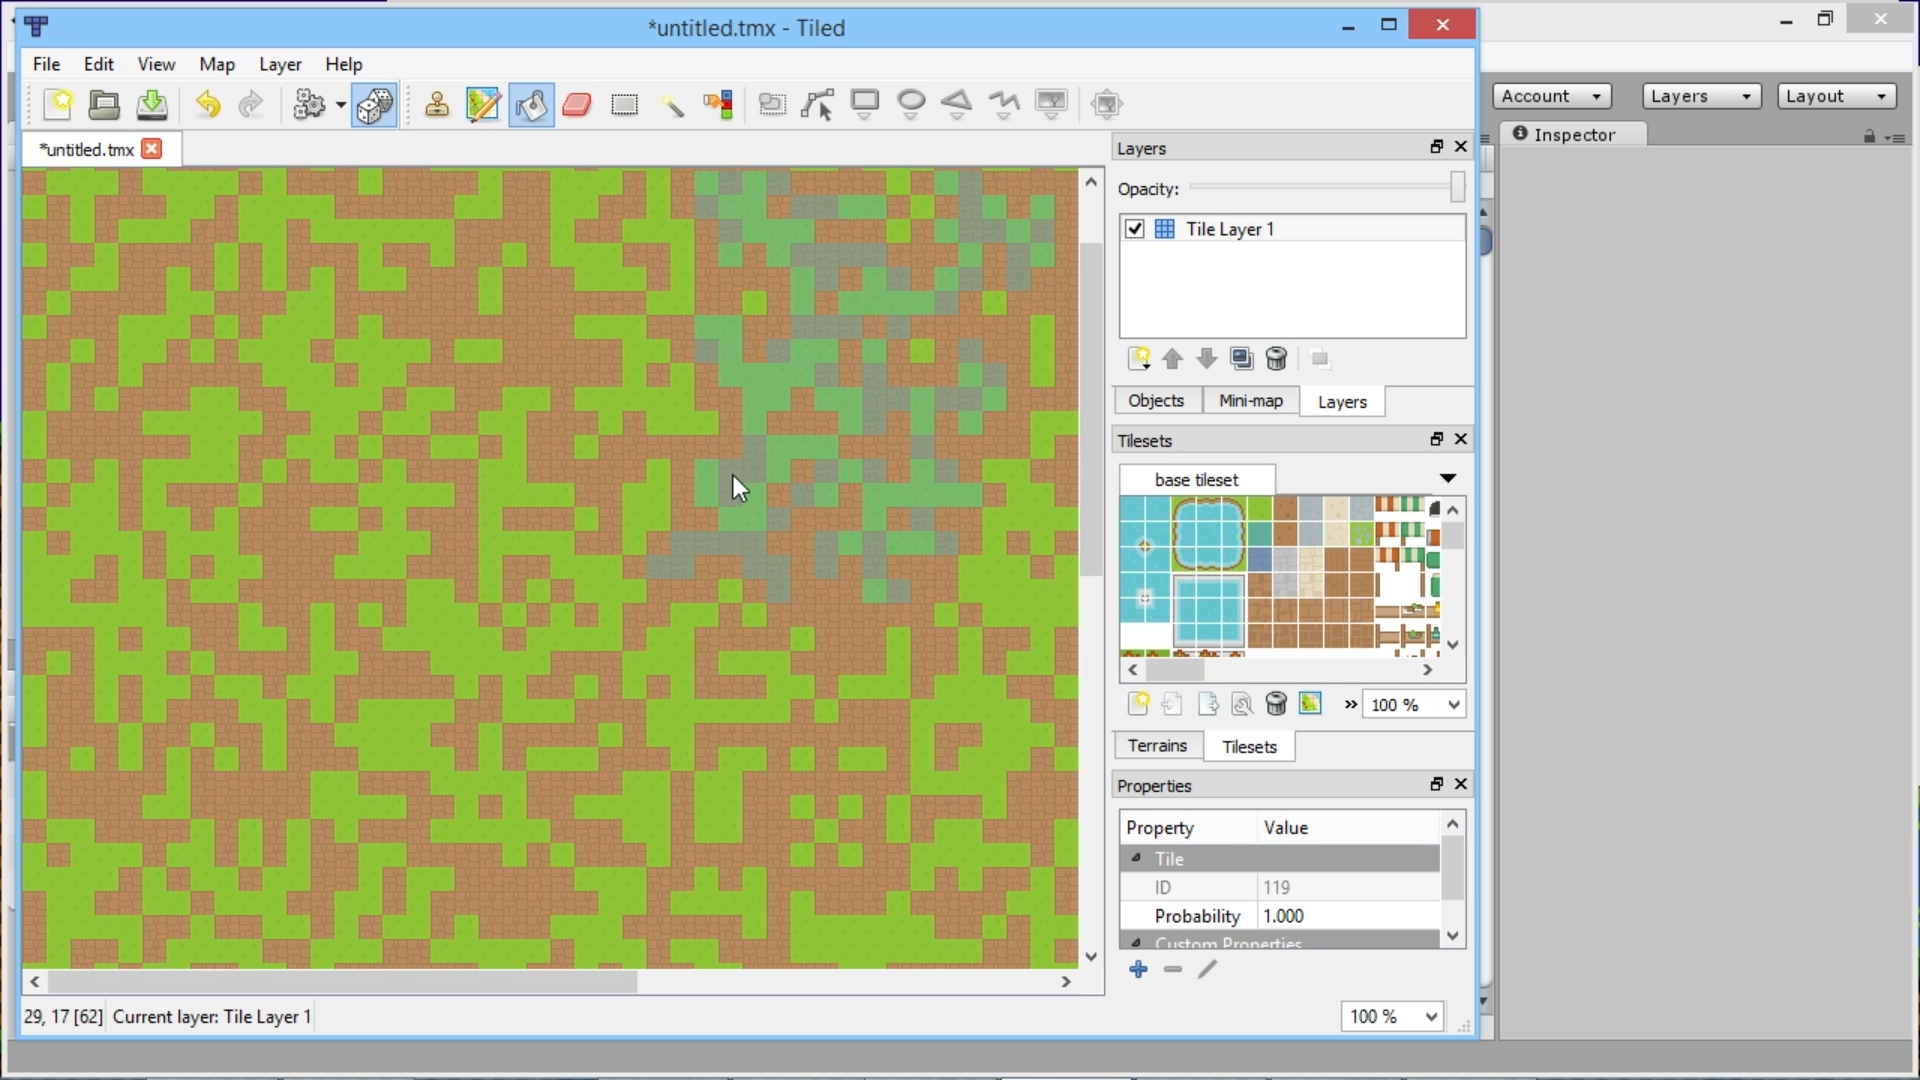 *untitled.tmx - Tiled
File Edit View Map Layer Help
Account Layers Layout
Inspector
*untitled.tmx
Layers
Opacity:
Tile Layer 1
Objects Mini-map Layers
Tilesets
base tileset
» 100 %
Terrains Tilesets
Properties
Property Value
Tile
ID 119
Probability 1.000
Custom Properties
29, 17 [62] Current layer: Tile Layer 1
100 %